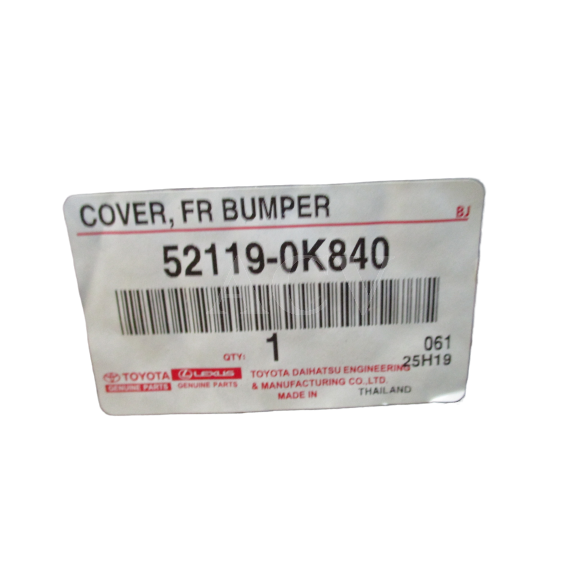 COVER, FR BUMPER
BJ
52119-0K840
QTY: 1
061
25H19
TOYOTA
GENUINE PARTS
LEXUS
GENUINE PARTS
TOYOTA DAIHATSU ENGINEERING
& MANUFACTURING CO.,LTD.
MADE IN THAILAND